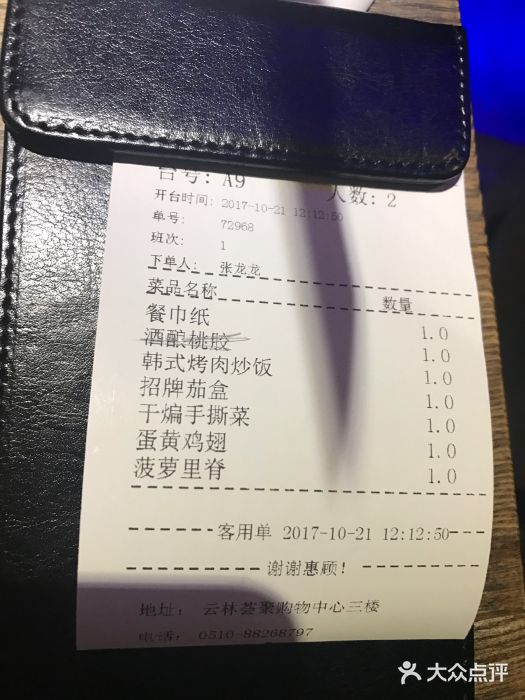 台号: A9 人数: 2
开台时间: 2017-10-21 12:12:50
单号: 72968
班次: 1
下单人: 张龙龙
菜品名称 数量
餐巾纸 1.0
酒酿桃胶 1.0
韩式烤肉炒饭 1.0
招牌茄盒 1.0
干煸手撕菜 1.0
蛋黄鸡翅 1.0
菠萝里脊 1.0
客用单 2017-10-21 12:12:50
谢谢惠顾!
地址: 云林荟聚购物中心三楼
电话: 0510-88268797
大众点评